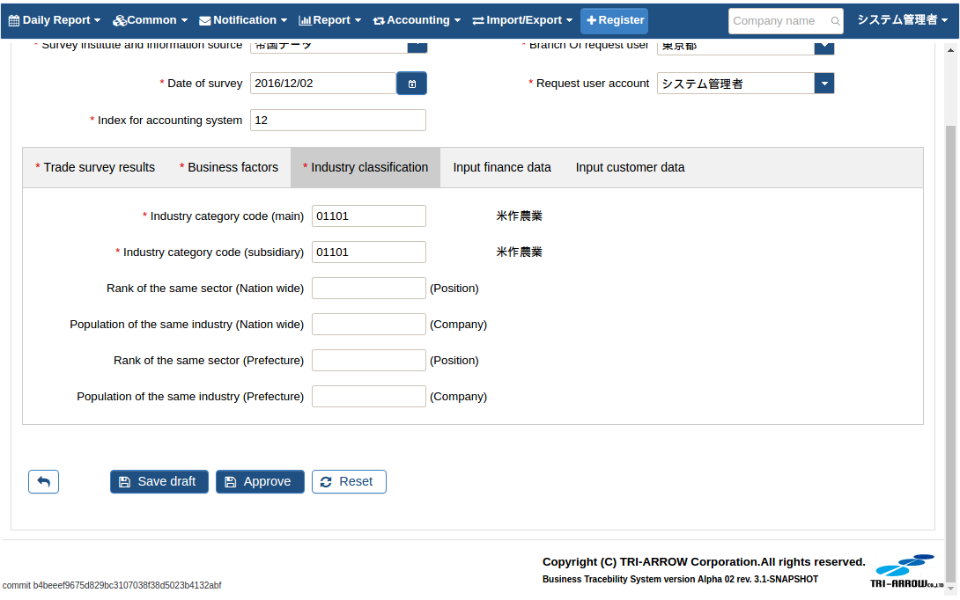 Daily Report Common Notification Report Accounting Import/Export Register Company name システム管理者
* Survey institute and information source 帝国データ * Branch Of request user 東京都
* Date of survey 2016/12/02 * Request user account システム管理者
* Index for accounting system 12
* Trade survey results * Business factors * Industry classification Input finance data Input customer data
* Industry category code (main) 01101 米作農業
* Industry category code (subsidiary) 01101 米作農業
Rank of the same sector (Nation wide) (Position)
Population of the same industry (Nation wide) (Company)
Rank of the same sector (Prefecture) (Position)
Population of the same industry (Prefecture) (Company)
Save draft Approve Reset
Copyright (C) TRI-ARROW Corporation.All rights reserved.
Business Tracebility System version Alpha 02 rev. 3.1-SNAPSHOT
TRI-ARROW Co.,LTD
commit b4beeef9675d829bc3107038f38d5023b4132abf